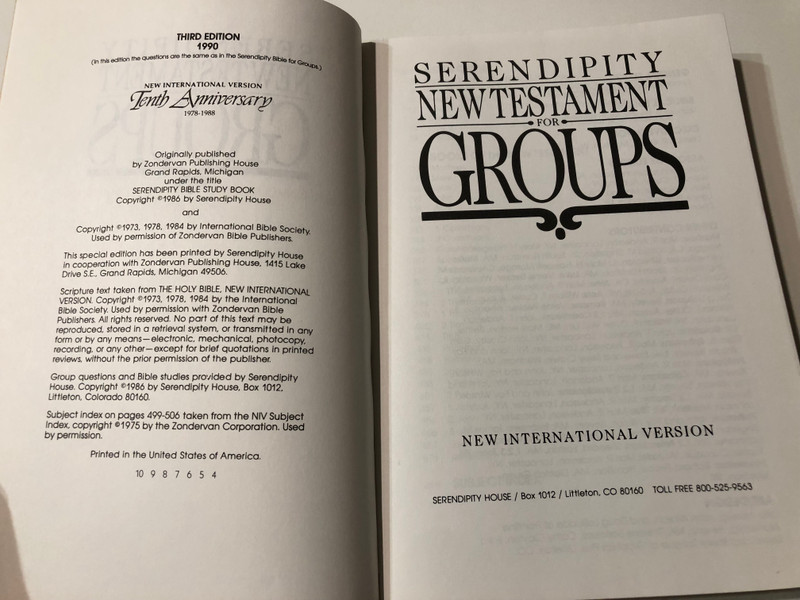 THIRD EDITION
1990
(In this edition the questions are the same as in the Serendipity Bible for Groups.)
NEW INTERNATIONAL VERSION
Tenth Anniversary
1978-1988
Originally published
by Zondervan Publishing House
Grand Rapids, Michigan
under the title
SERENDIPITY BIBLE STUDY BOOK
Copyright ©1986 by Serendipity House
and
Copyright ©1973, 1978, 1984 by International Bible Society.
Used by permission of Zondervan Bible Publishers.
This special edition has been printed by Serendipity House
in cooperation with Zondervan Publishing House, 1415 Lake
Drive S.E., Grand Rapids, Michigan 49506.
Scripture text taken from THE HOLY BIBLE, NEW INTERNATIONAL
VERSION. Copyright ©1973, 1978, 1984 by the International
Bible Society. Used by permission of Zondervan Bible
Publishers. All rights reserved. No part of this text may be
reproduced, stored in a retrieval system, or transmitted in any
form or by any means—electronic, mechanical, photocopy,
recording, or any other—except for brief quotations in printed
reviews, without the prior permission of the publisher.
Group questions and Bible studies provided by Serendipity
House. Copyright ©1986 by Serendipity House, Box 1012,
Littleton, Colorado 80160.
Subject index on pages 499-506 taken from the NIV Subject
Index, copyright ©1975 by the Zondervan Corporation. Used
by permission.
Printed in the United States of America.
10 9 8 7 6 5 4
SERENDIPITY
NEW TESTAMENT
FOR
GROUPS
NEW INTERNATIONAL VERSION
SERENDIPITY HOUSE / Box 1012 / Littleton, CO 80160 TOLL FREE 800-525-9563